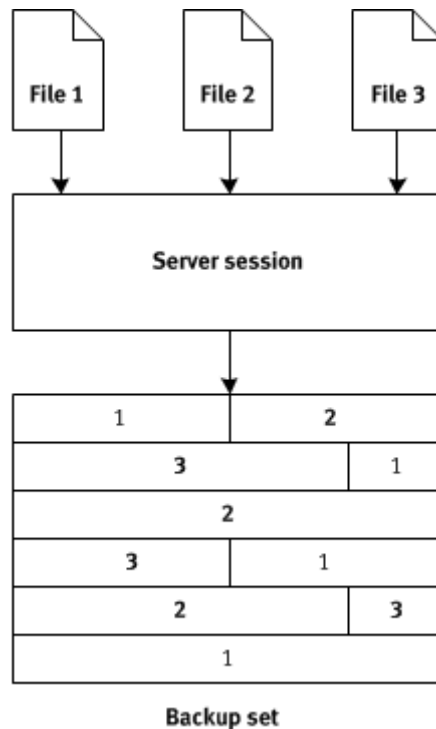 File 1 File 2 File 3
Server session
1 2
3 1
2
3 1
2 3
1
Backup set